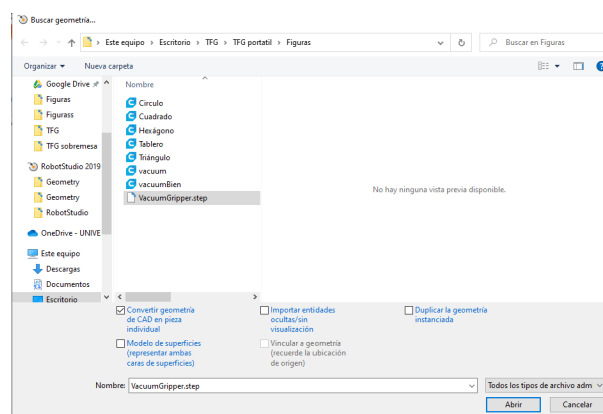 Buscar geometría...
Este equipo > Escritorio > TFG > TFG portatil > Figuras
Buscar en Figuras
Organizar
Nueva carpeta
Google Drive
Figuras
Figurass
TFG
TFG sobremesa
RobotStudio 2019
Geometry
Geometry
RobotStudio
OneDrive - UNIVE
Este equipo
Descargas
Documentos
Escritorio
Nombre
Circulo
Cuadrado
Hexágono
Tablero
Triángulo
vacuum
vacuumBien
VacuumGripper.step
No hay ninguna vista previa disponible.
Convertir geometría
de CAD en pieza
individual
Importar entidades
ocultas/sin
visualización
Duplicar la geometría
instanciada
Modelo de superficies
(representar ambas
caras de superficies)
Vincular a geometría
(recuerde la ubicación
de origen)
Nombre: VacuumGripper.step
Todos los tipos de archivo adm
Abrir
Cancelar